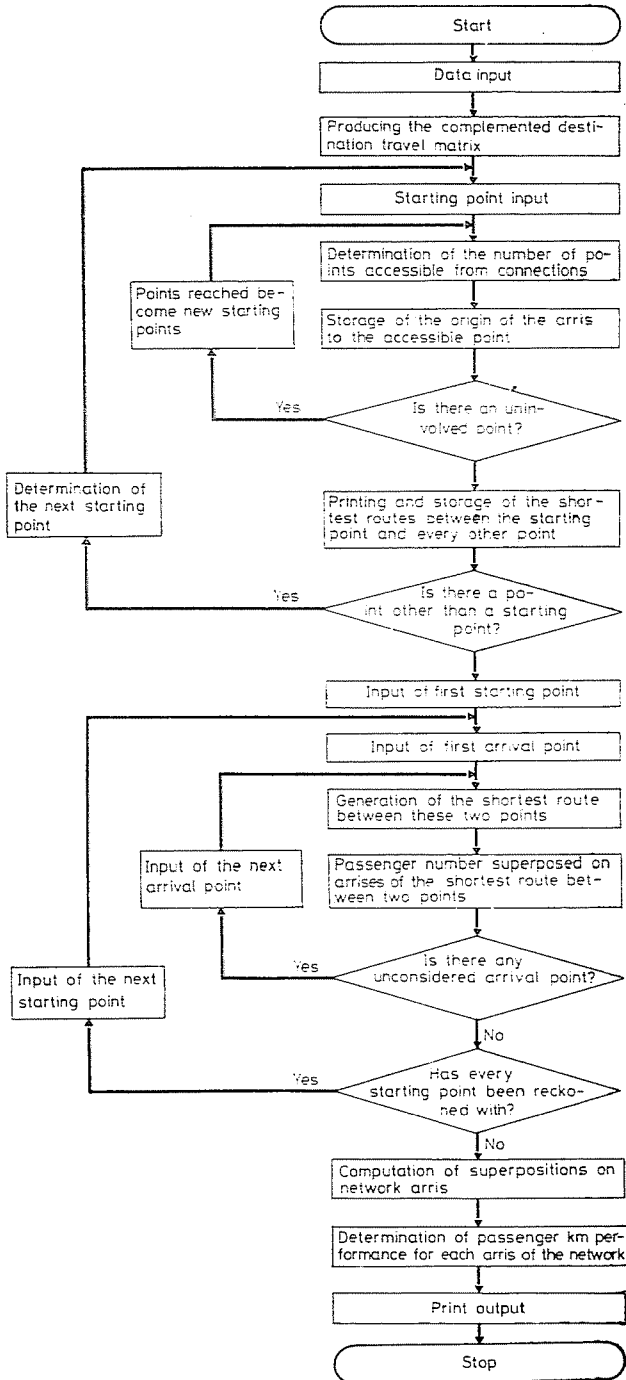 Start
Data input
Producing the complemented desti-
nation travel matrix
Starting point input
Determination of the number of po-
ints accessible from connections
Points reached be-
come new starting
points
Storage of the origin of the arris
to the accessible point
Yes
Is there an unin-
volved point?
Determination of
the next starting
point
Printing and storage of the shor-
test routes between the starting
point and every other point
Yes
Is there a po-
int other than a starting
point?
Input of first starting point
Input of first arrival point
Generation of the shortest route
between these two points
Input of the next
arrival point
Passenger number superposed on
arrises of the shortest route bet-
ween two points
Yes
Is there any
unconsidered arrival point?
Input of the next
starting point
No
Yes
Has every
starting point been recko-
ned with?
No
Computation of superpositions on
network arris
Determination of passenger km per-
formance for each arris of the network
Print output
Stop